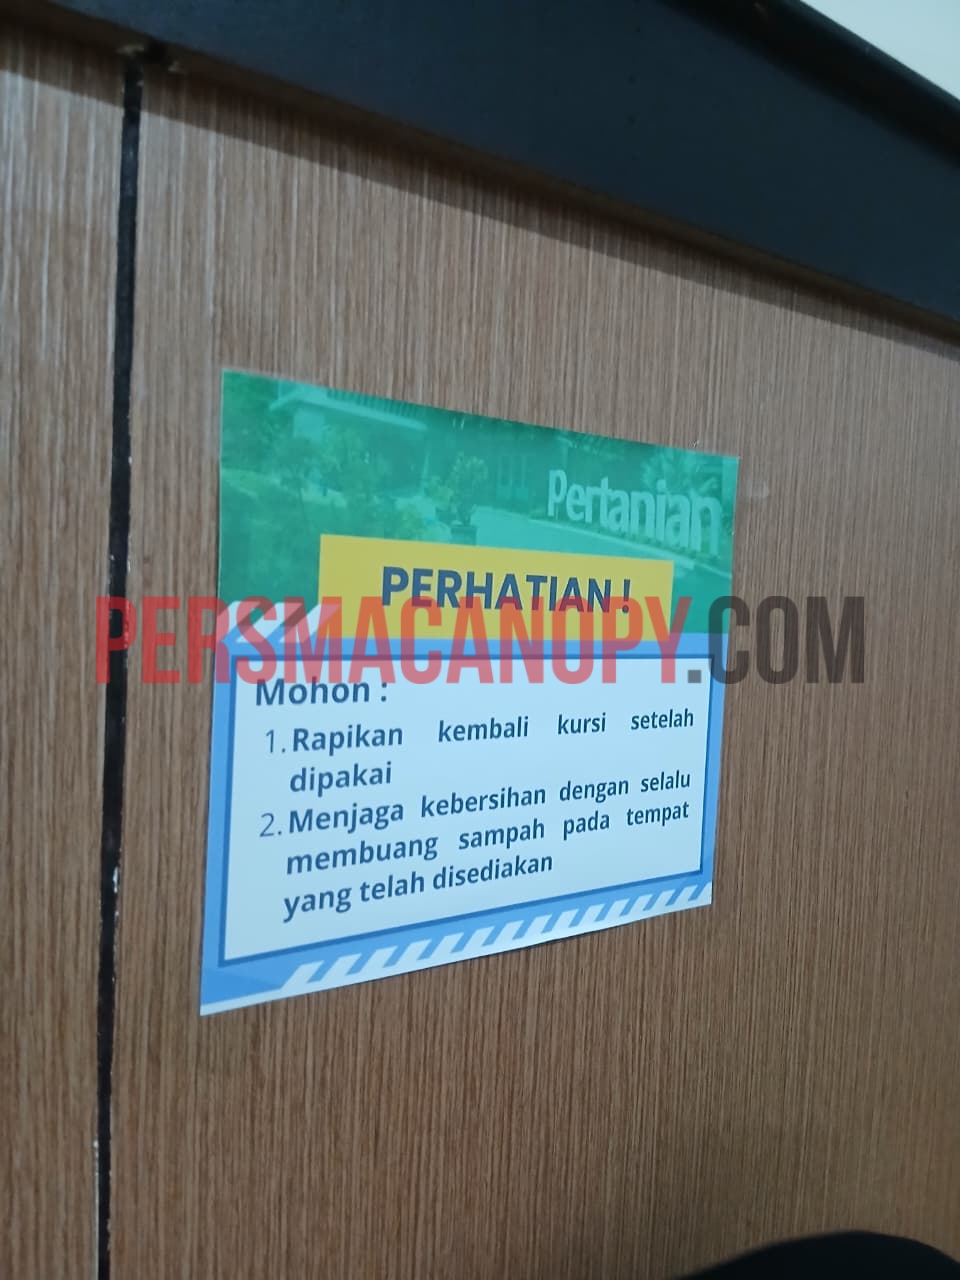 Pertanian
PERHATIAN !
PERSMACANOPY.COM
Mohon :
1. Rapikan kembali kursi setelah
dipakai
2. Menjaga kebersihan dengan selalu
membuang sampah pada tempat
yang telah disediakan